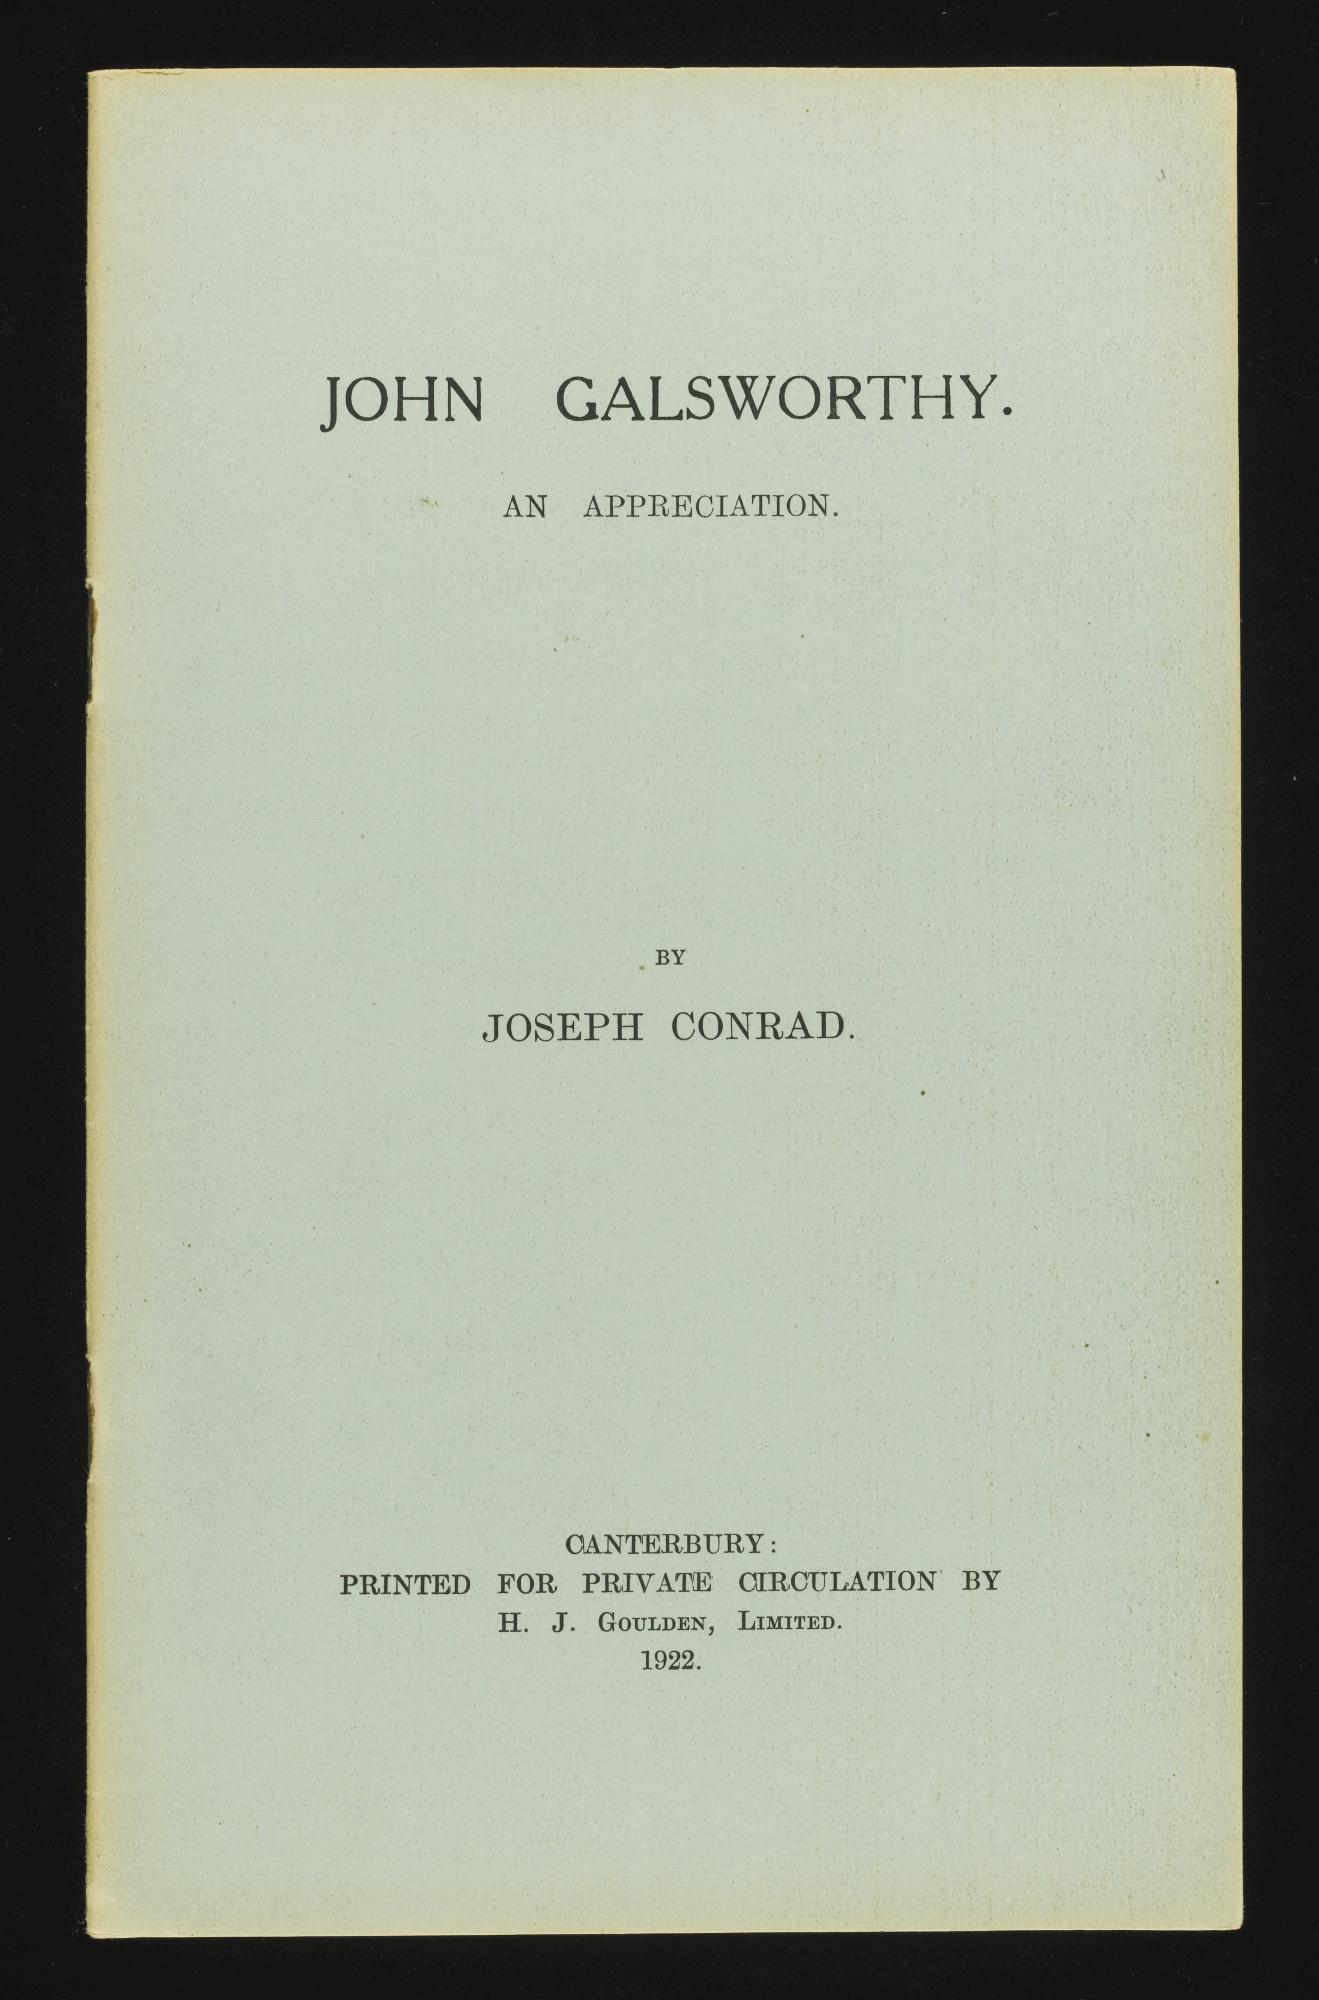 JOHN GALSWORTHY.
AN APPRECIATION.
BY
JOSEPH CONRAD.
CANTERBURY:
PRINTED FOR PRIVATE CIRCULATION BY
H. J. GOULDEN, LIMITED.
1922.